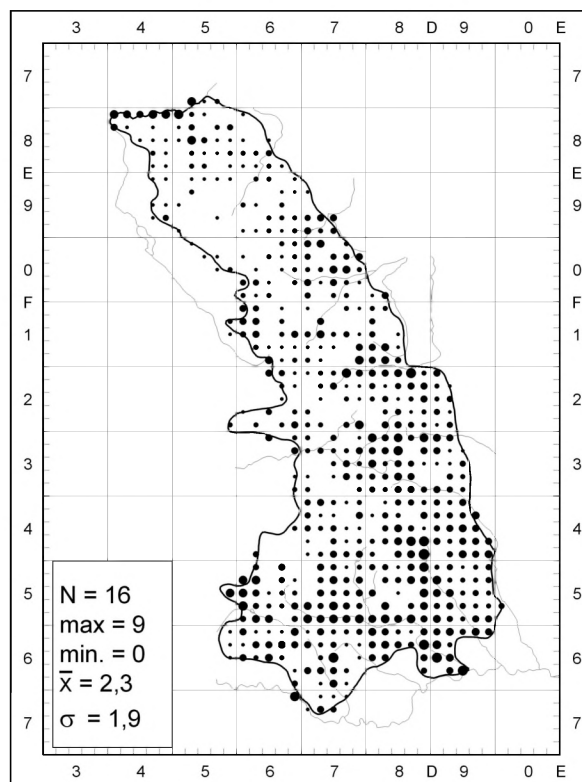 3 4 5 6 7 8 D 9 0 E
7 7
8 8
E E
9 9
0 0
F F
1 1
2 2
3 3
4 4
5 5
6 6
7 7
N = 16
max = 9
min. = 0
x̅ = 2,3
σ = 1,9
3 4 5 6 7 8 D 9 0 E